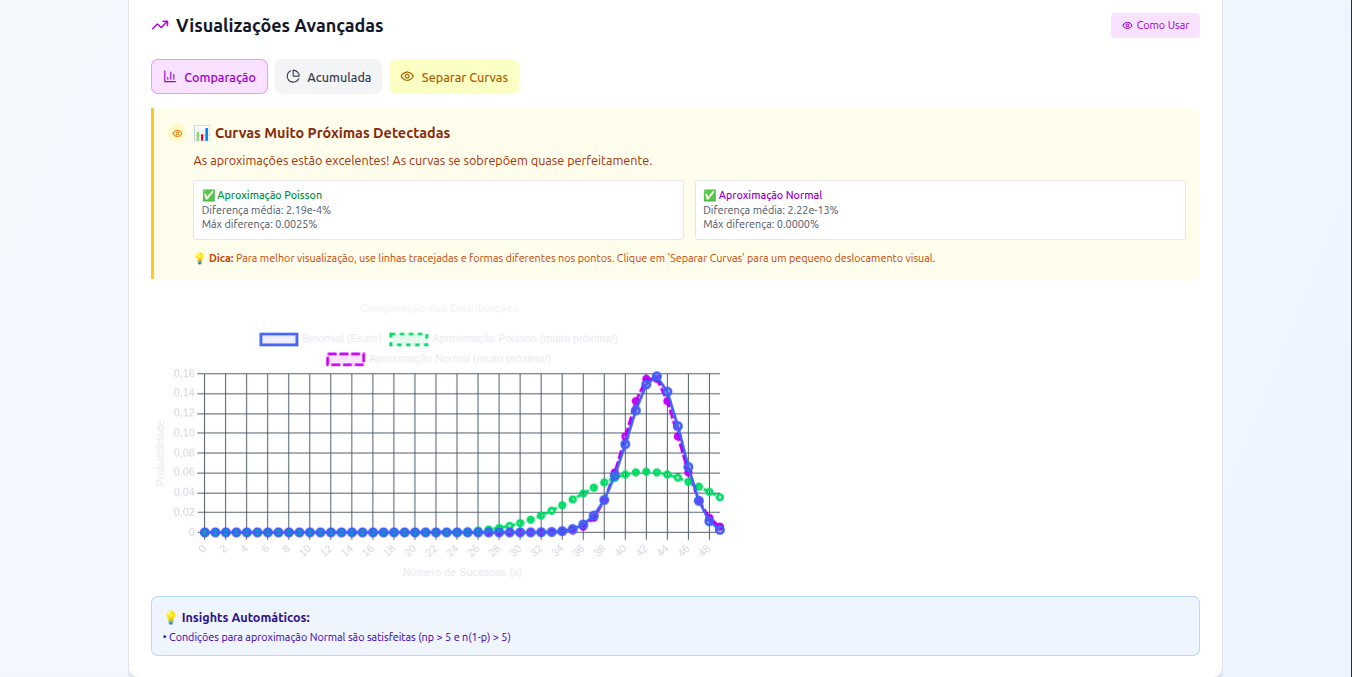 Visualizações Avançadas
Como Usar
Comparação
Acumulada
Separar Curvas
📊 Curvas Muito Próximas Detectadas
As aproximações estão excelentes! As curvas se sobrepõem quase perfeitamente.
✅ Aproximação Poisson
Diferença média: 2.19e-4%
Máx diferença: 0.0025%
✅ Aproximação Normal
Diferença média: 2.22e-13%
Máx diferença: 0.0000%
💡 Dica: Para melhor visualização, use linhas tracejadas e formas diferentes nos pontos. Clique em 'Separar Curvas' para um pequeno deslocamento visual.
Comparação das Distribuições
Binomial (Exato)
Aproximação Poisson (muito próxima!)
Aproximação Normal (muito próxima!)
Probabilidade
0,16
0,14
0,12
0,10
0,08
0,06
0,04
0,02
0
0 2 4 6 8 10 12 14 16 18 20 22 24 26 28 30 32 34 36 38 40 42 44 46 48
Número de Sucessos (x)
💡 Insights Automáticos:
• Condições para aproximação Normal são satisfeitas (np > 5 e n(1-p) > 5)